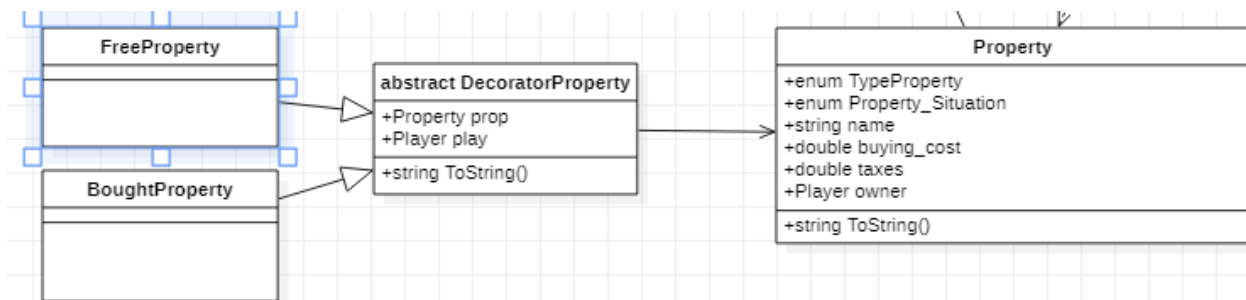 FreeProperty
BoughtProperty
abstract DecoratorProperty
+Property prop
+Player play
+string ToString()
Property
+enum TypeProperty
+enum Property_Situation
+string name
+double buying_cost
+double taxes
+Player owner
+string ToString()